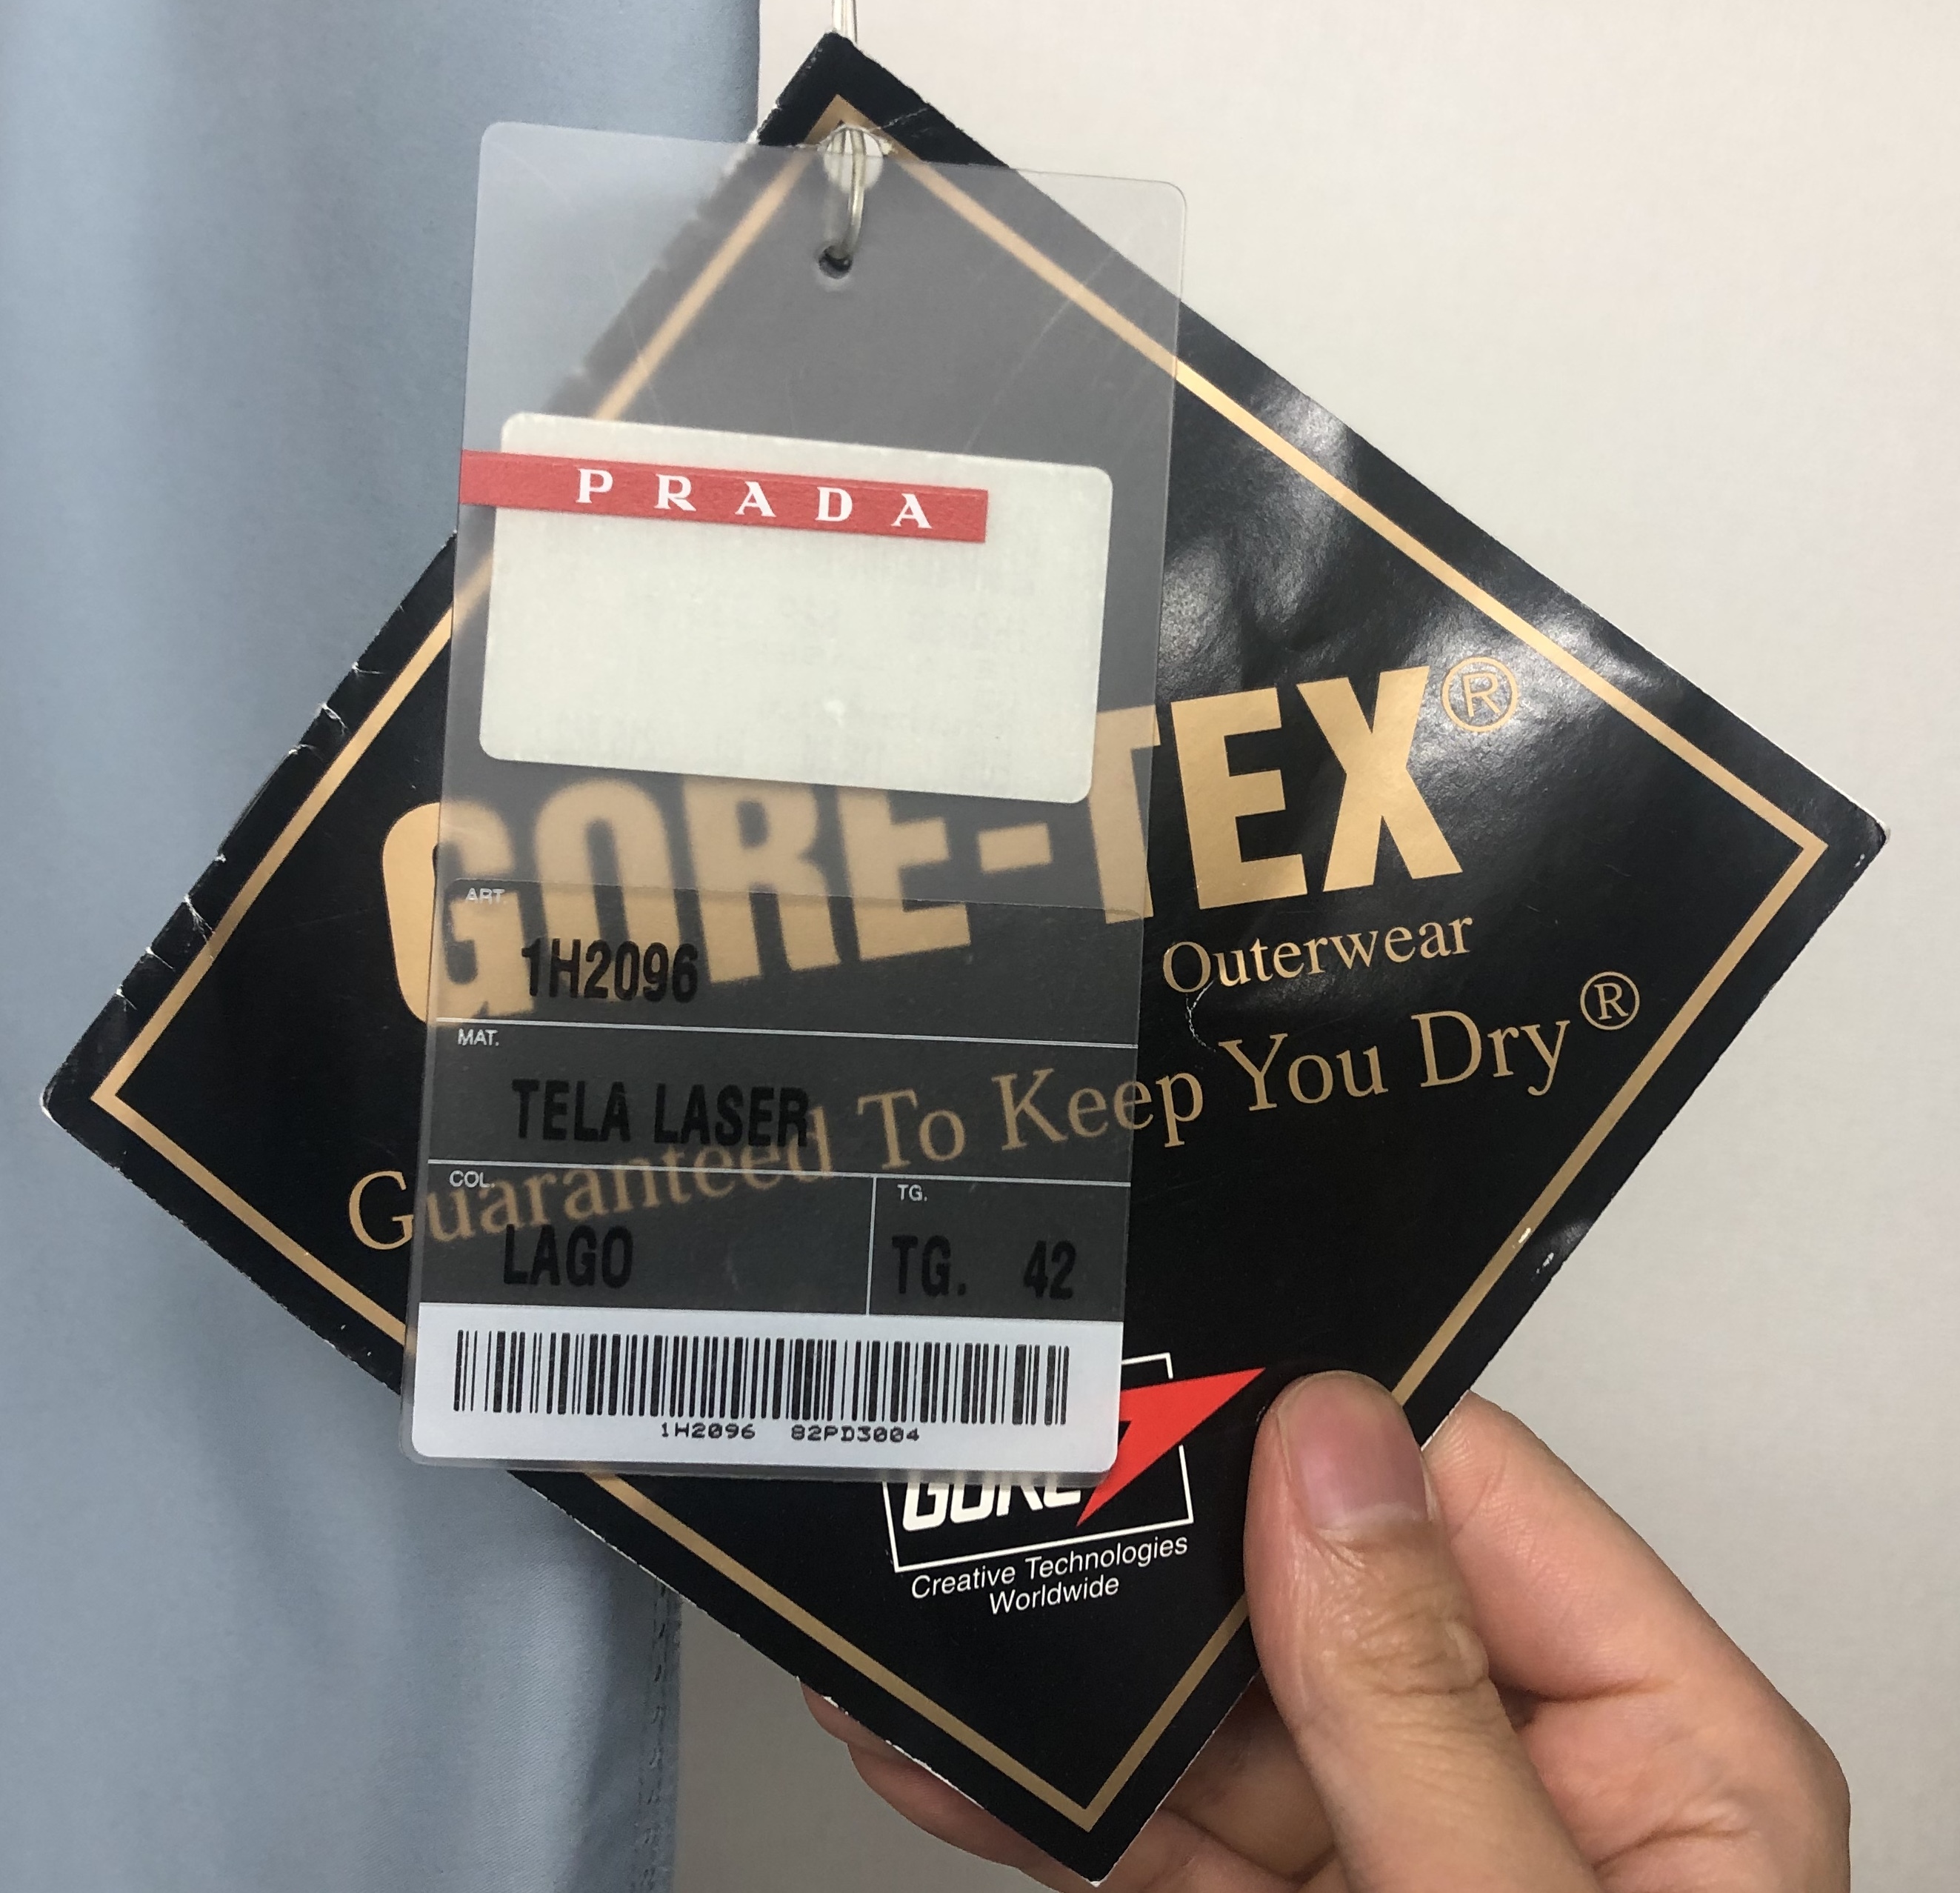 PRADA
GORE-TEX®
Outerwear
Guaranteed To Keep You Dry®
ART.
1H2096
MAT.
TELA LASER
COL.
LAGO
TG.
TG. 42
1H2096 82PD3004
GORE
Creative Technologies
Worldwide